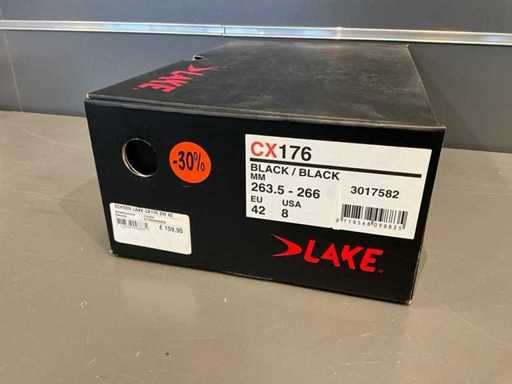 LAKE
-30%
CX176
BLACK / BLACK
MM
263.5 - 266
3017582
EU USA
42 8
LAKE
€ 159,95